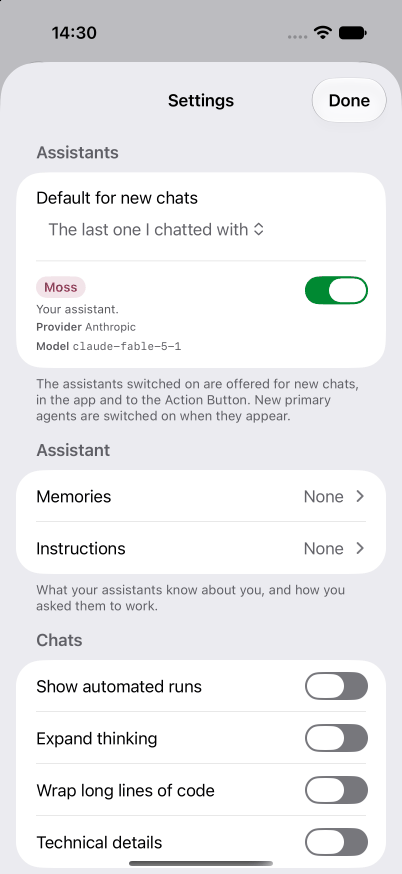 14:30
Settings
Done
Assistants
Default for new chats
The last one I chatted with
Moss
Your assistant.
Provider Anthropic
Model claude-fable-5-1
The assistants switched on are offered for new chats,
in the app and to the Action Button. New primary
agents are switched on when they appear.
Assistant
Memories None
Instructions None
What your assistants know about you, and how you
asked them to work.
Chats
Show automated runs
Expand thinking
Wrap long lines of code
Technical details